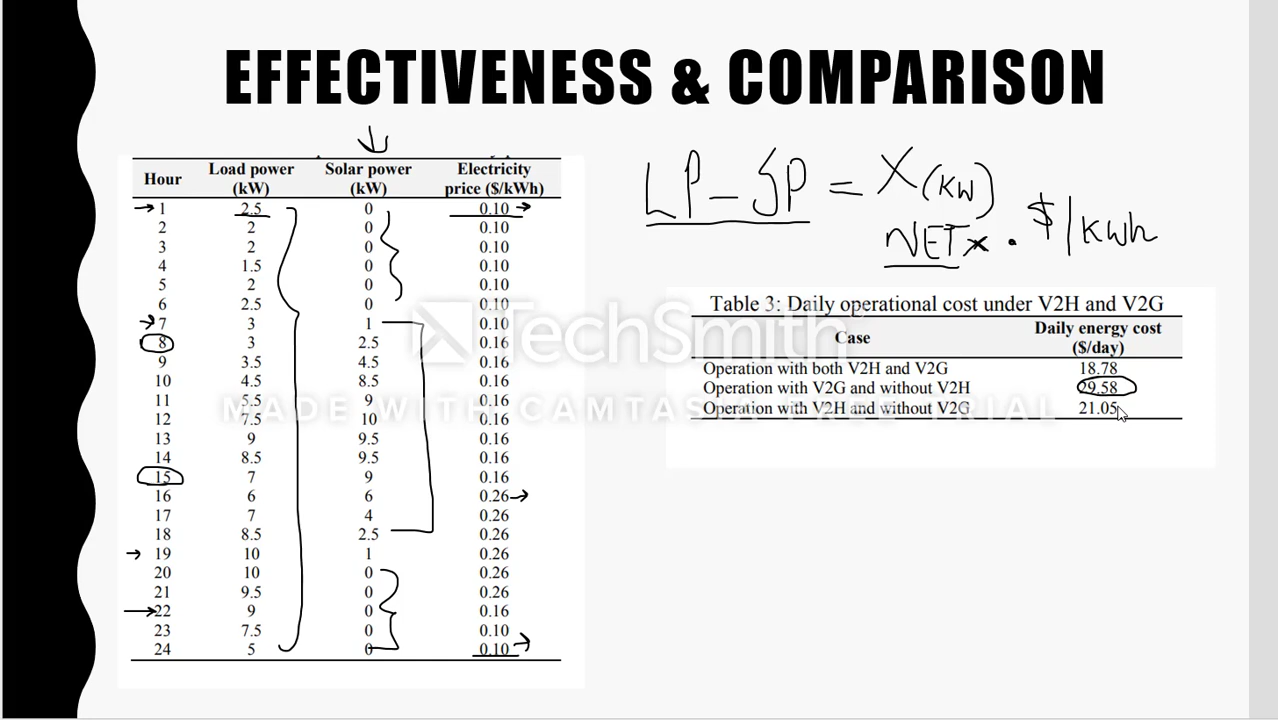 EFFECTIVENESS & COMPARISON
Hour Load power (kW) Solar power (kW) Electricity price ($/kWh)
1 2.5 0 0.10
2 2 0 0.10
3 2 0 0.10
4 1.5 0 0.10
5 2 0 0.10
6 2.5 0 0.10
7 3 1 0.10
8 3 2.5 0.16
9 3.5 4.5 0.16
10 4.5 8.5 0.16
11 5.5 9 0.16
12 7.5 10 0.16
13 9 9.5 0.16
14 8.5 9.5 0.16
15 7 9 0.16
16 6 6 0.26
17 7 4 0.26
18 8.5 2.5 0.26
19 10 1 0.26
20 10 0 0.26
21 9.5 0 0.26
22 9 0 0.16
23 7.5 0 0.10
24 5 0 0.10
LP - SP = X (KW)
NETX · $/kwh
Table 3: Daily operational cost under V2H and V2G
Case Daily energy cost ($/day)
Operation with both V2H and V2G 18.78
Operation with V2G and without V2H 29.58
Operation with V2H and without V2G 21.05
TechSmith
MADE WITH CAMTASIA FREE TRIAL